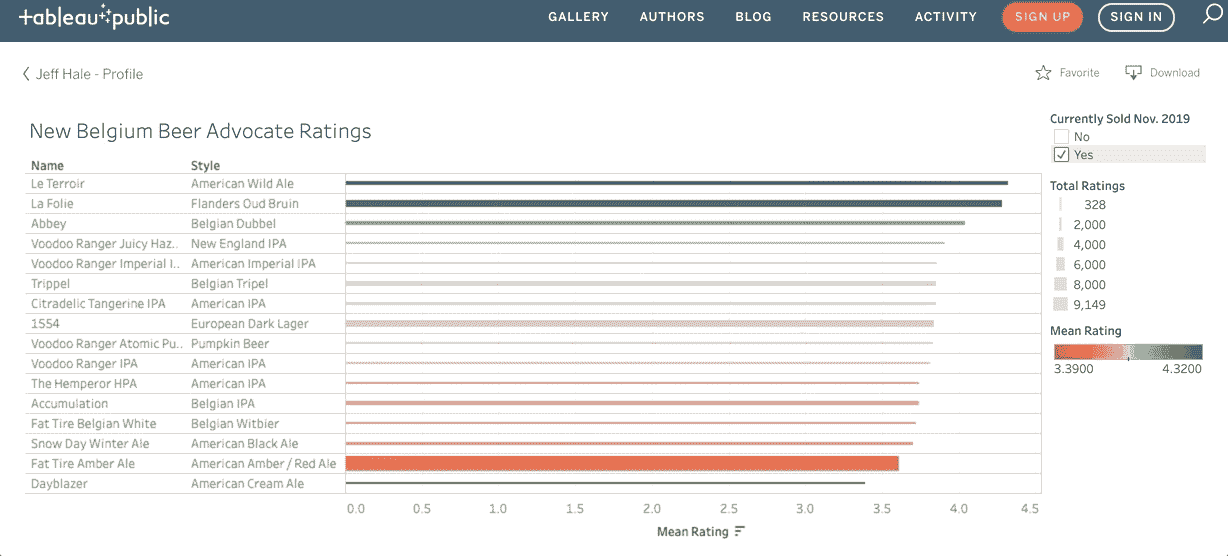 tableau public GALLERY AUTHORS BLOG RESOURCES ACTIVITY SIGN UP SIGN IN
Jeff Hale - Profile Favorite Download
New Belgium Beer Advocate Ratings
Name Style
Le Terroir American Wild Ale
La Folie Flanders Oud Bruin
Abbey Belgian Dubbel
Voodoo Ranger Juicy Haz.. New England IPA
Voodoo Ranger Imperial I.. American Imperial IPA
Trippel Belgian Tripel
Citradelic Tangerine IPA American IPA
1554 European Dark Lager
Voodoo Ranger Atomic Pu.. Pumpkin Beer
Voodoo Ranger IPA American IPA
The Hemperor HPA American IPA
Accumulation Belgian IPA
Fat Tire Belgian White Belgian Witbier
Snow Day Winter Ale American Black Ale
Fat Tire Amber Ale American Amber / Red Ale
Dayblazer American Cream Ale
0.0 0.5 1.0 1.5 2.0 2.5 3.0 3.5 4.0 4.5
Mean Rating
Currently Sold Nov. 2019
No
Yes
Total Ratings
328
2,000
4,000
6,000
8,000
9,149
Mean Rating
3.3900 4.3200